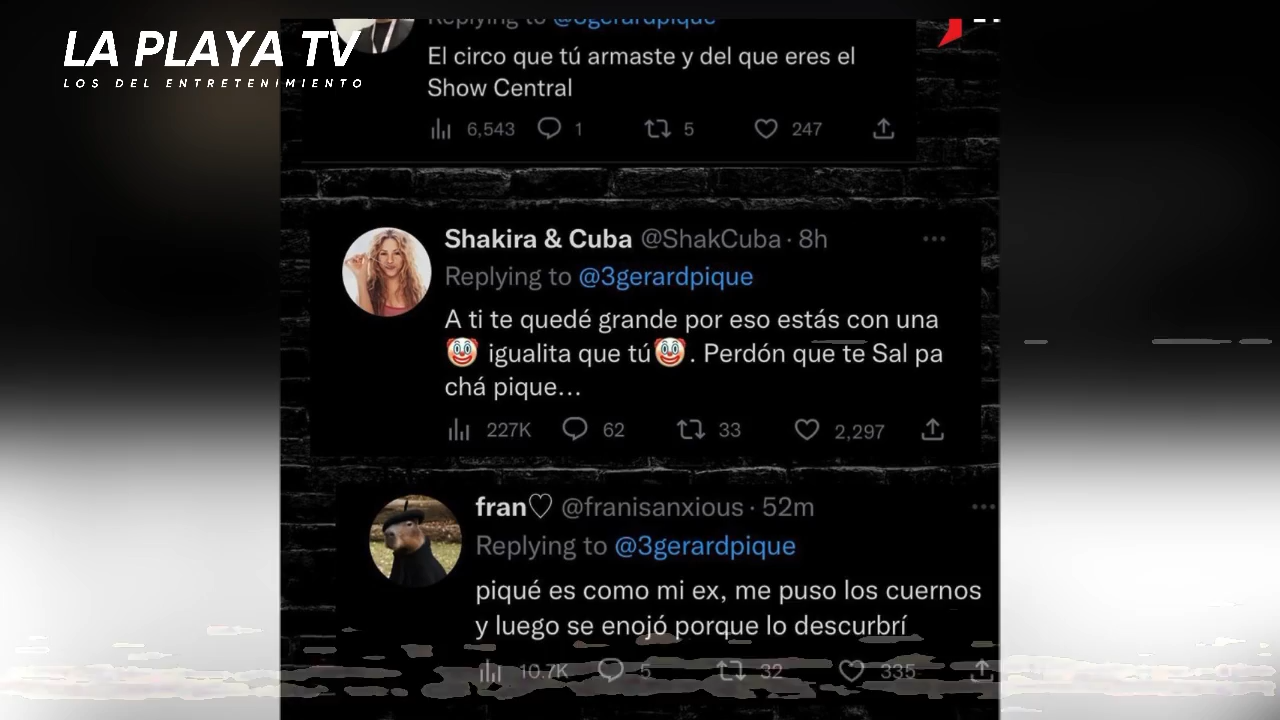 LA PLAYA TV
LOS DEL ENTRETENIMIENTO
Replying to @3gerardpique
El circo que tú armaste y del que eres el
Show Central
6,543 1 5 247
Shakira & Cuba @ShakCuba · 8h
Replying to @3gerardpique
A ti te quedé grande por eso estás con una
🤡 igualita que tú🤡. Perdón que te Sal pa
chá pique...
227K 62 33 2,297
fran♡ @franisanxious · 52m
Replying to @3gerardpique
piqué es como mi ex, me puso los cuernos
y luego se enojó porque lo descurbrí
10.7K 5 32 335